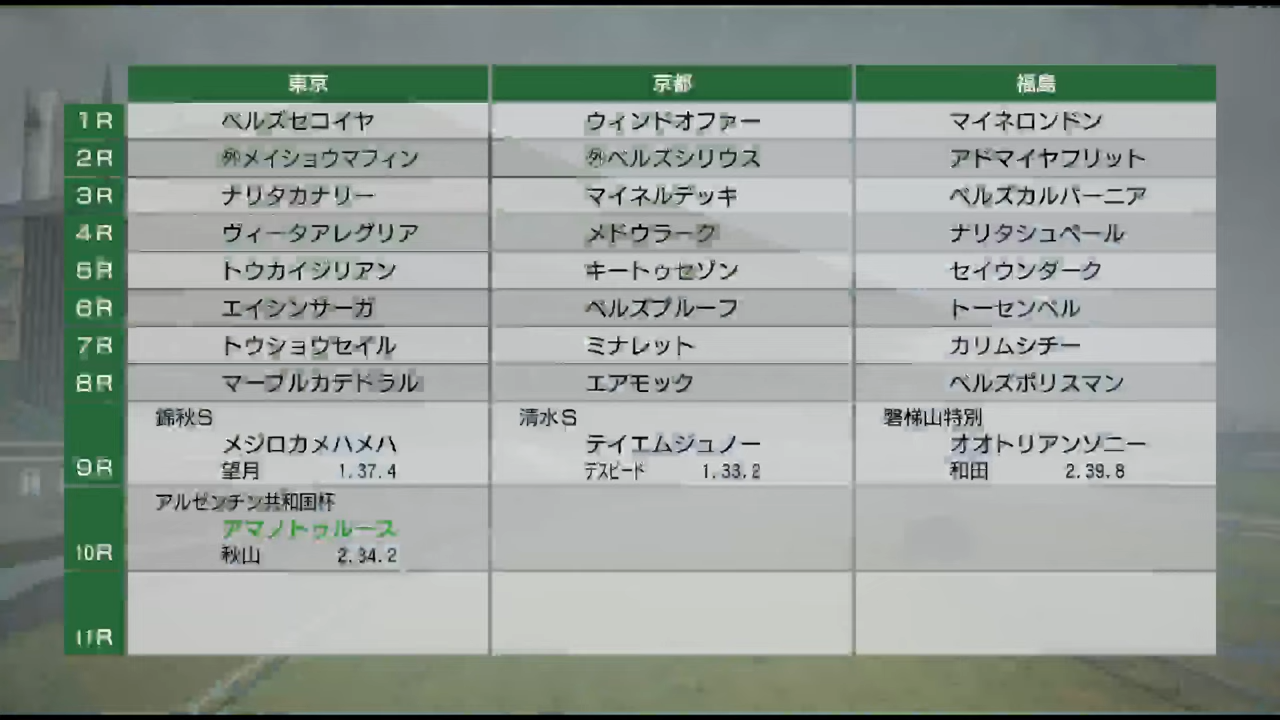 東京 京都 福島
1R ベルズセコイヤ ウィンドオファー マイネロンドン
2R 外メイショウマフィン 外ベルズシリウス アドマイヤフリット
3R ナリタカナリー マイネルデッキ ベルズカルバーニア
4R ヴィータアレグリア メドウラーク ナリタシュペール
5R トウカイジリアン キートゥセゾン セイウンダーク
6R エイシンサーガ ベルズプルーフ トーセンベル
7R トウショウセイル ミナレット カリムシチー
8R マーブルカテドラル エアモック ベルズポリスマン
錦秋S 清水S 磐梯山特別
メジロカメハメハ テイエムジュノー オオトリアンソニー
9R 望月 1.37.4 デスピード 1.33.2 和田 2.39.8
アルゼンチン共和国杯
アマノトゥルース
10R 秋山 2.34.2
11R